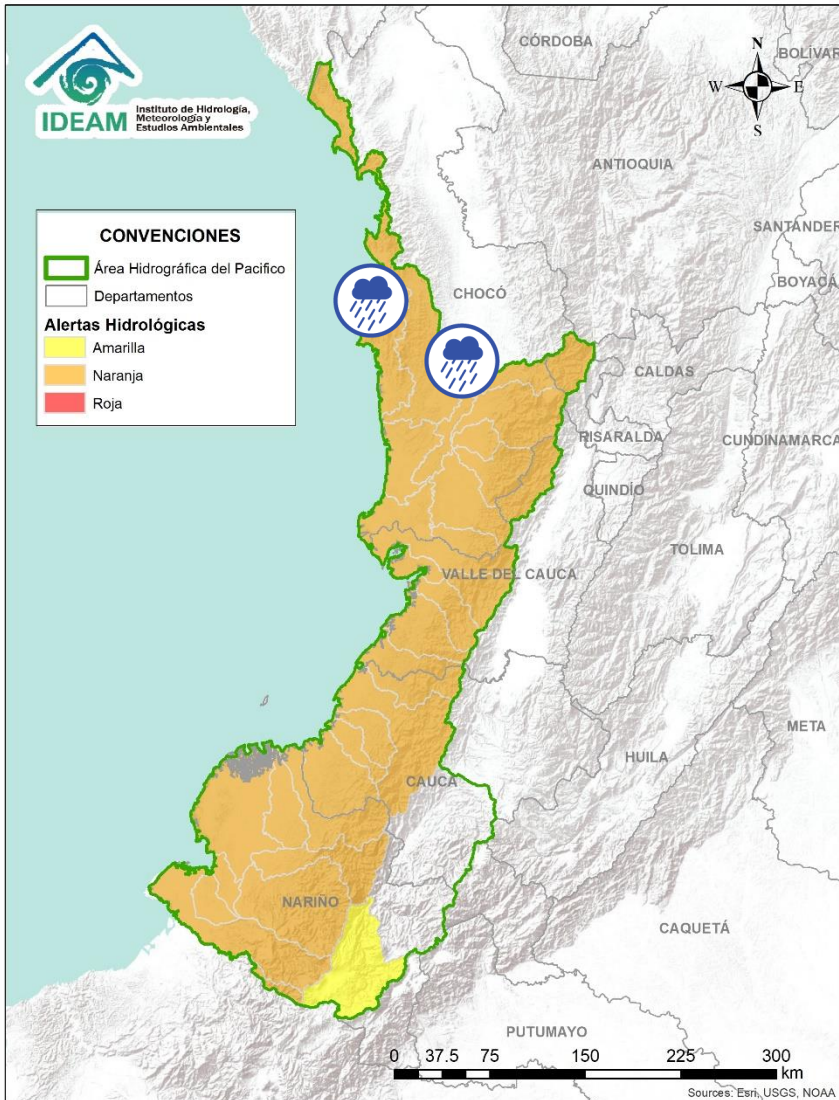 IDEAM
Instituto de Hidrología,
Meteorología y
Estudios Ambientales
N
W
E
S
CÓRDOBA
BOLÍVAR
ANTIOQUIA
SANTANDER
BOYACÁ
CHOCÓ
CALDAS
RISARALDA
CUNDINAMARCA
QUINDÍO
TOLIMA
VALLE DEL CAUCA
META
HUILA
CAUCA
NARIÑO
CAQUETÁ
PUTUMAYO
CONVENCIONES
Área Hidrográfica del Pacifico
Departamentos
Alertas Hidrológicas
Amarilla
Naranja
Roja
0 37.5 75 150 225 300
km
Sources: Esri, USGS, NOAA